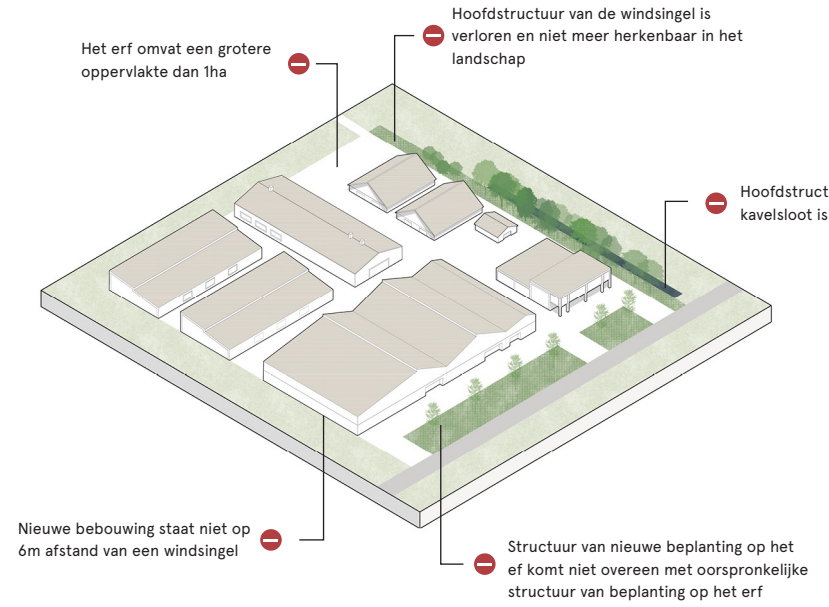 Hoofdstructuur van de windsingel is
verloren en niet meer herkenbaar in het
landschap
Het erf omvat een grotere
oppervlakte dan 1ha
Hoofdstruct
kavelsloot is
Nieuwe bebouwing staat niet op
6m afstand van een windsingel
Structuur van nieuwe beplanting op het
ef komt niet overeen met oorspronkelijke
structuur van beplanting op het erf